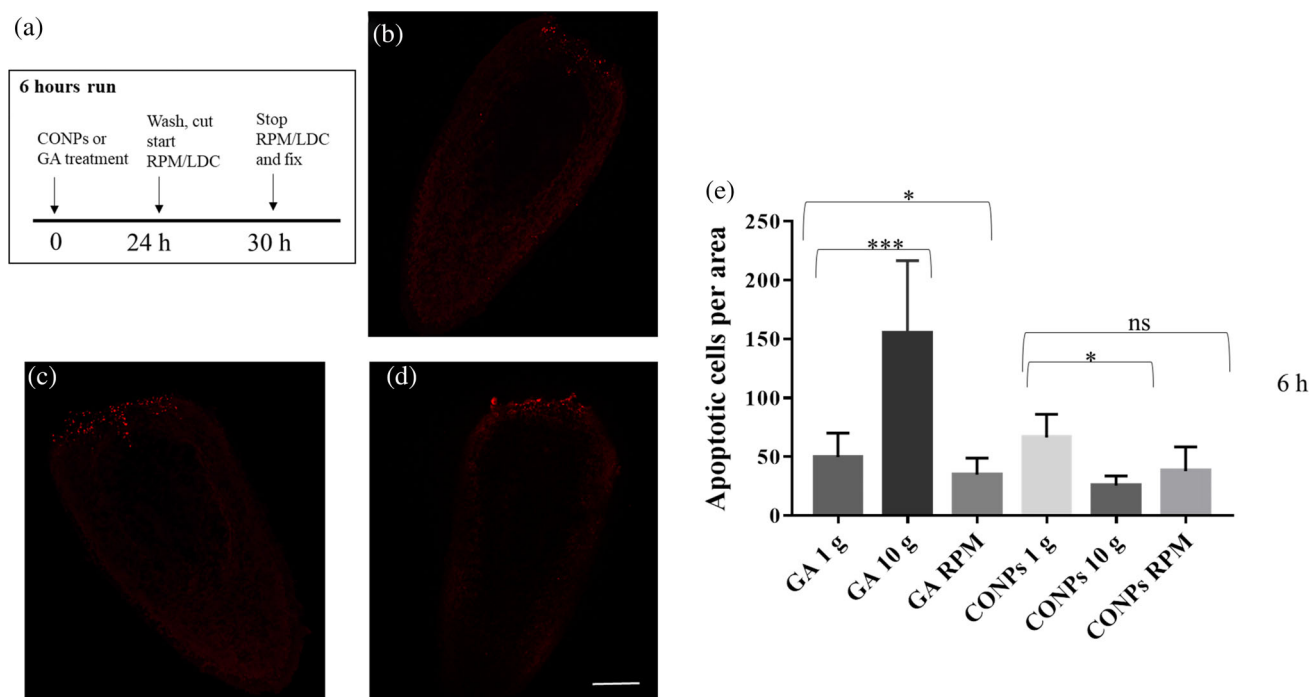 (a)
6 hours run
CONPs or
GA treatment
Wash, cut
start
RPM/LDC
Stop
RPM/LDC
and fix
0
24 h
30 h
(b)
(c)
(d)
(e)
Apoptotic cells per area
250
200
150
100
50
0
*
***
ns
*
GA 1 g
GA 10 g
GA RPM
CONPs 1 g
CONPs 10 g
CONPs RPM
6 h